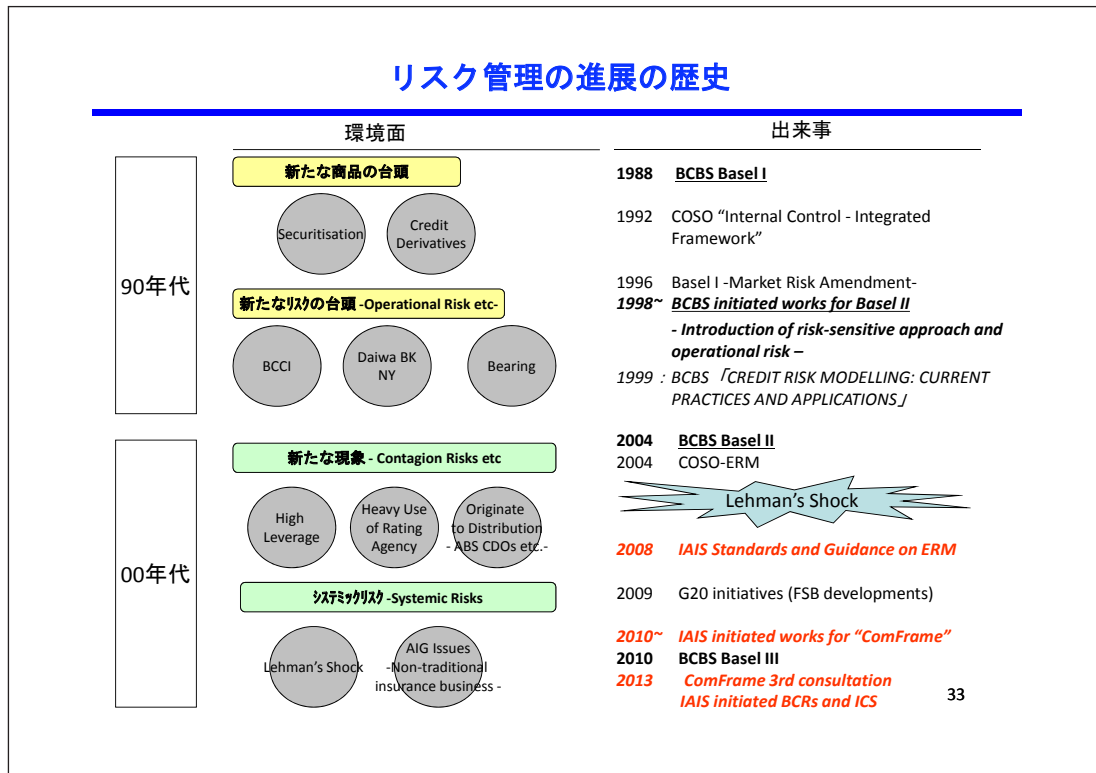 リスク管理の進展の歴史
環境面
出来事
90年代
新たな商品の台頭
Securitisation
Credit
Derivatives
新たなリスクの台頭 -Operational Risk etc-
BCCI
Daiwa BK
NY
Bearing
1988 BCBS Basel I
1992 COSO “Internal Control - Integrated
Framework”
1996 Basel I -Market Risk Amendment-
1998~ BCBS initiated works for Basel II
- Introduction of risk-sensitive approach and
operational risk –
1999 : BCBS 「CREDIT RISK MODELLING: CURRENT
PRACTICES AND APPLICATIONS」
00年代
新たな現象 - Contagion Risks etc
High
Leverage
Heavy Use
of Rating
Agency
Originate
to Distribution
- ABS CDOs etc.-
システミックリスク -Systemic Risks
Lehman’s Shock
AIG Issues
-Non-traditional
insurance business -
2004 BCBS Basel II
2004 COSO-ERM
Lehman’s Shock
2008 IAIS Standards and Guidance on ERM
2009 G20 initiatives (FSB developments)
2010~ IAIS initiated works for “ComFrame”
2010 BCBS Basel III
2013 ComFrame 3rd consultation
IAIS initiated BCRs and ICS
33